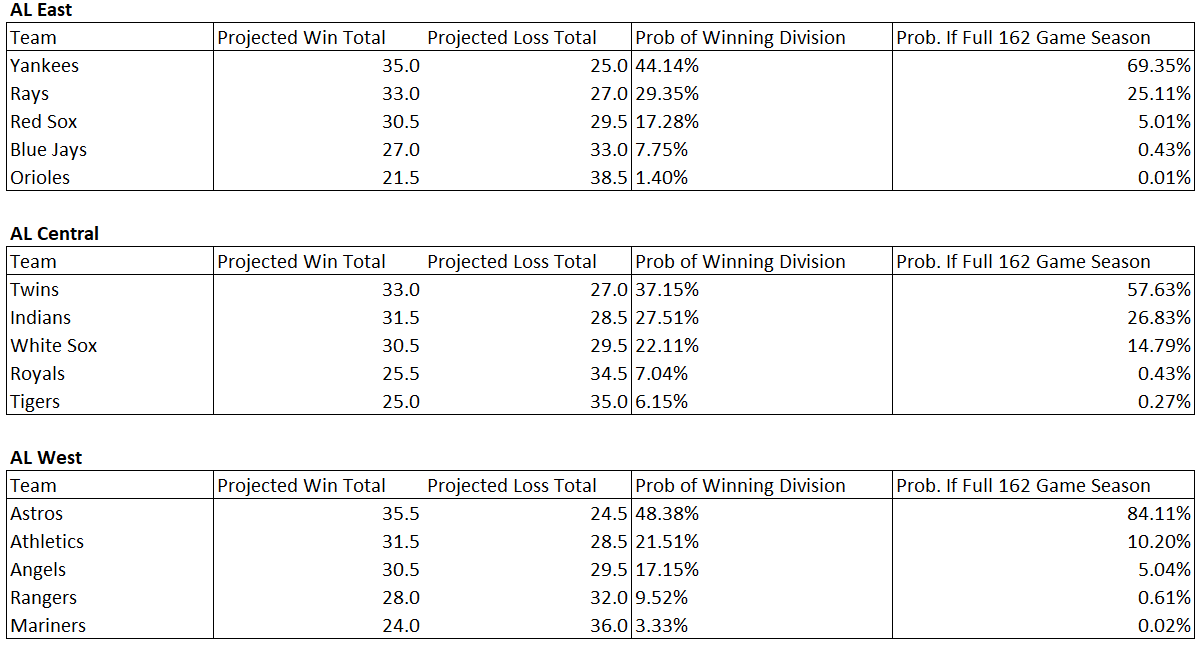 AL East
Team Projected Win Total Projected Loss Total Prob of Winning Division Prob. If Full 162 Game Season
Yankees 35.0 25.0 44.14% 69.35%
Rays 33.0 27.0 29.35% 25.11%
Red Sox 30.5 29.5 17.28% 5.01%
Blue Jays 27.0 33.0 7.75% 0.43%
Orioles 21.5 38.5 1.40% 0.01%
AL Central
Team Projected Win Total Projected Loss Total Prob of Winning Division Prob. If Full 162 Game Season
Twins 33.0 27.0 37.15% 57.63%
Indians 31.5 28.5 27.51% 26.83%
White Sox 30.5 29.5 22.11% 14.79%
Royals 25.5 34.5 7.04% 0.43%
Tigers 25.0 35.0 6.15% 0.27%
AL West
Team Projected Win Total Projected Loss Total Prob of Winning Division Prob. If Full 162 Game Season
Astros 35.5 24.5 48.38% 84.11%
Athletics 31.5 28.5 21.51% 10.20%
Angels 30.5 29.5 17.15% 5.04%
Rangers 28.0 32.0 9.52% 0.61%
Mariners 24.0 36.0 3.33% 0.02%